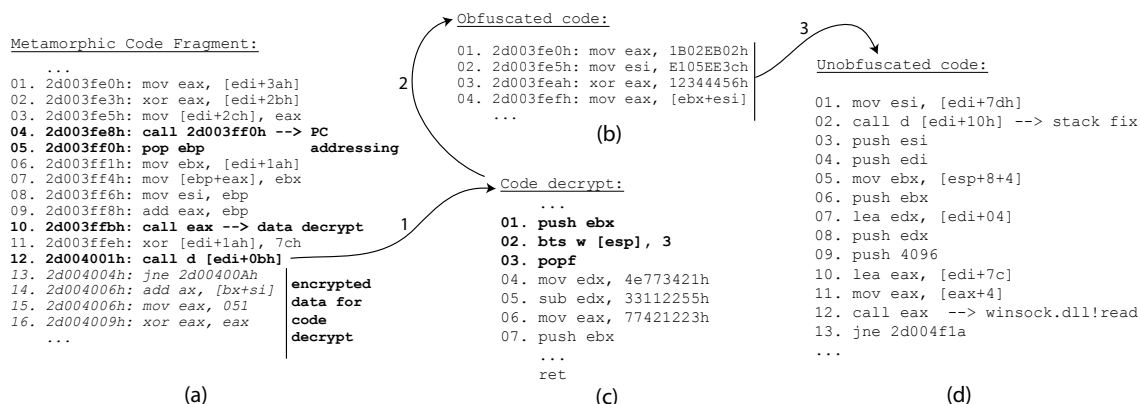 Metamorphic Code Fragment:
...
01. 2d003fe0h: mov eax, [edi+3ah]
02. 2d003fe3h: xor eax, [edi+2bh]
03. 2d003fe5h: mov [edi+2ch], eax
04. 2d003fe8h: call 2d003ff0h --> PC
05. 2d003ff0h: pop ebp addressing
06. 2d003ff1h: mov ebx, [edi+1ah]
07. 2d003ff4h: mov [ebp+eax], ebx
08. 2d003ff6h: mov esi, ebp
09. 2d003ff8h: add eax, ebp
10. 2d003ffbh: call eax --> data decrypt
11. 2d003ffeh: xor [edi+1ah], 7ch
12. 2d004001h: call d [edi+0bh]
13. 2d004004h: jne 2d00400Ah
14. 2d004006h: add ax, [bx+si]
15. 2d004006h: mov eax, 051
16. 2d004009h: xor eax, eax
...
encrypted
data for
code
decrypt
(a)
1
2
Obfuscated code:
01. 2d003fe0h: mov eax, 1B02EB02h
02. 2d003fe5h: mov esi, E105EE3ch
03. 2d003feah: xor eax, 12344456h
04. 2d003fefh: mov eax, [ebx+esi]
...
(b)
Code decrypt:
...
01. push ebx
02. bts w [esp], 3
03. popf
04. mov edx, 4e773421h
05. sub edx, 33112255h
06. mov eax, 77421223h
07. push ebx
...
ret
(c)
3
Unobfuscated code:
01. mov esi, [edi+7dh]
02. call d [edi+10h] --> stack fix
03. push esi
04. push edi
05. mov ebx, [esp+8+4]
06. push ebx
07. lea edx, [edi+04]
08. push edx
09. push 4096
10. lea eax, [edi+7c]
11. mov eax, [eax+4]
12. call eax --> winsock.dll!read
13. jne 2d004f1a
...
(d)